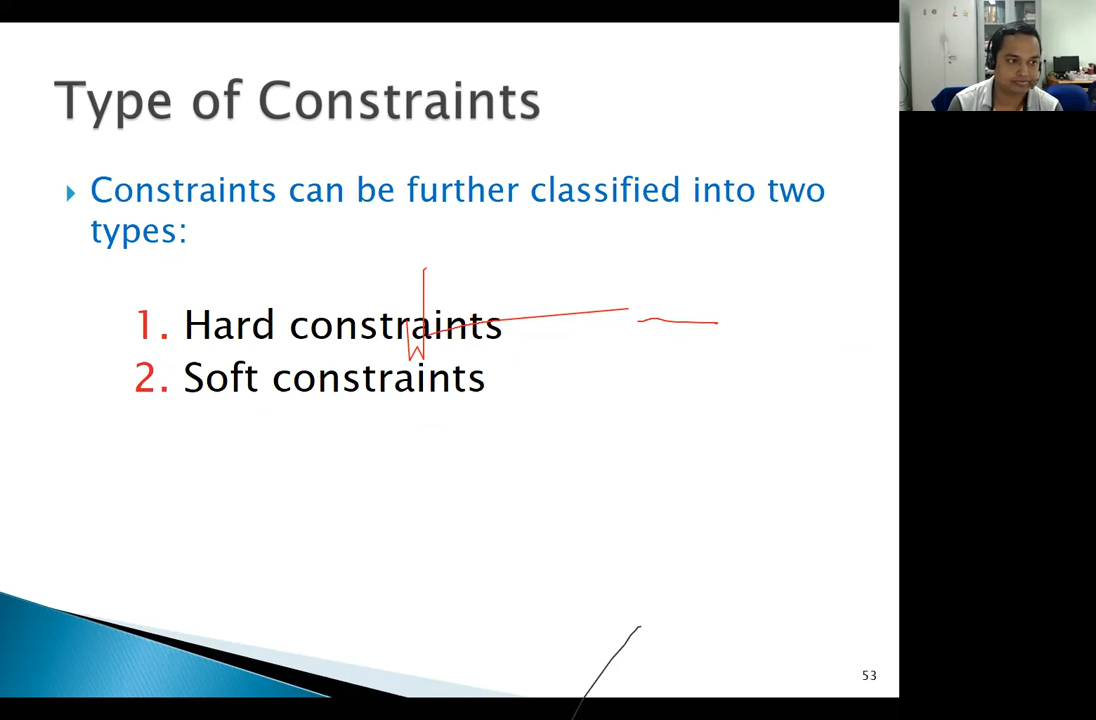 Type of Constraints
Constraints can be further classified into two
types:
1. Hard constraints
2. Soft constraints
53